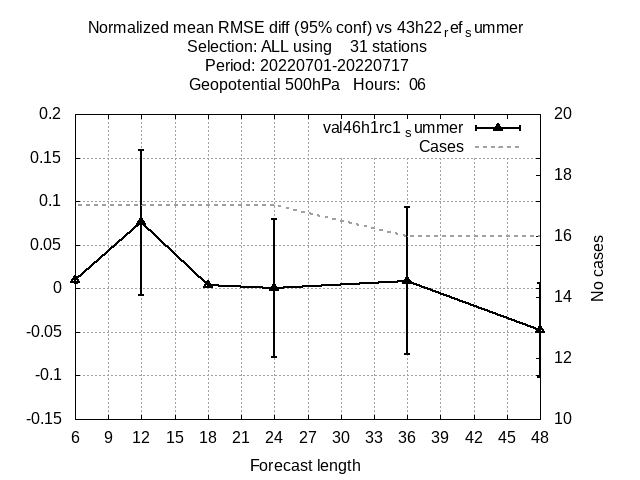 Normalized mean RMSE diff (95% conf) vs 43h22ref summer
Selection: ALL using    31 stations
Period: 20220701-20220717
Geopotential 500hPa   Hours:  06
val46h1rc1summer
Cases
0.2
0.15
0.1
0.05
0
-0.05
-0.1
-0.15
20
18
16
14
12
10
No cases
6 9 12 15 18 21 24 27 30 33 36 39 42 45 48
Forecast length